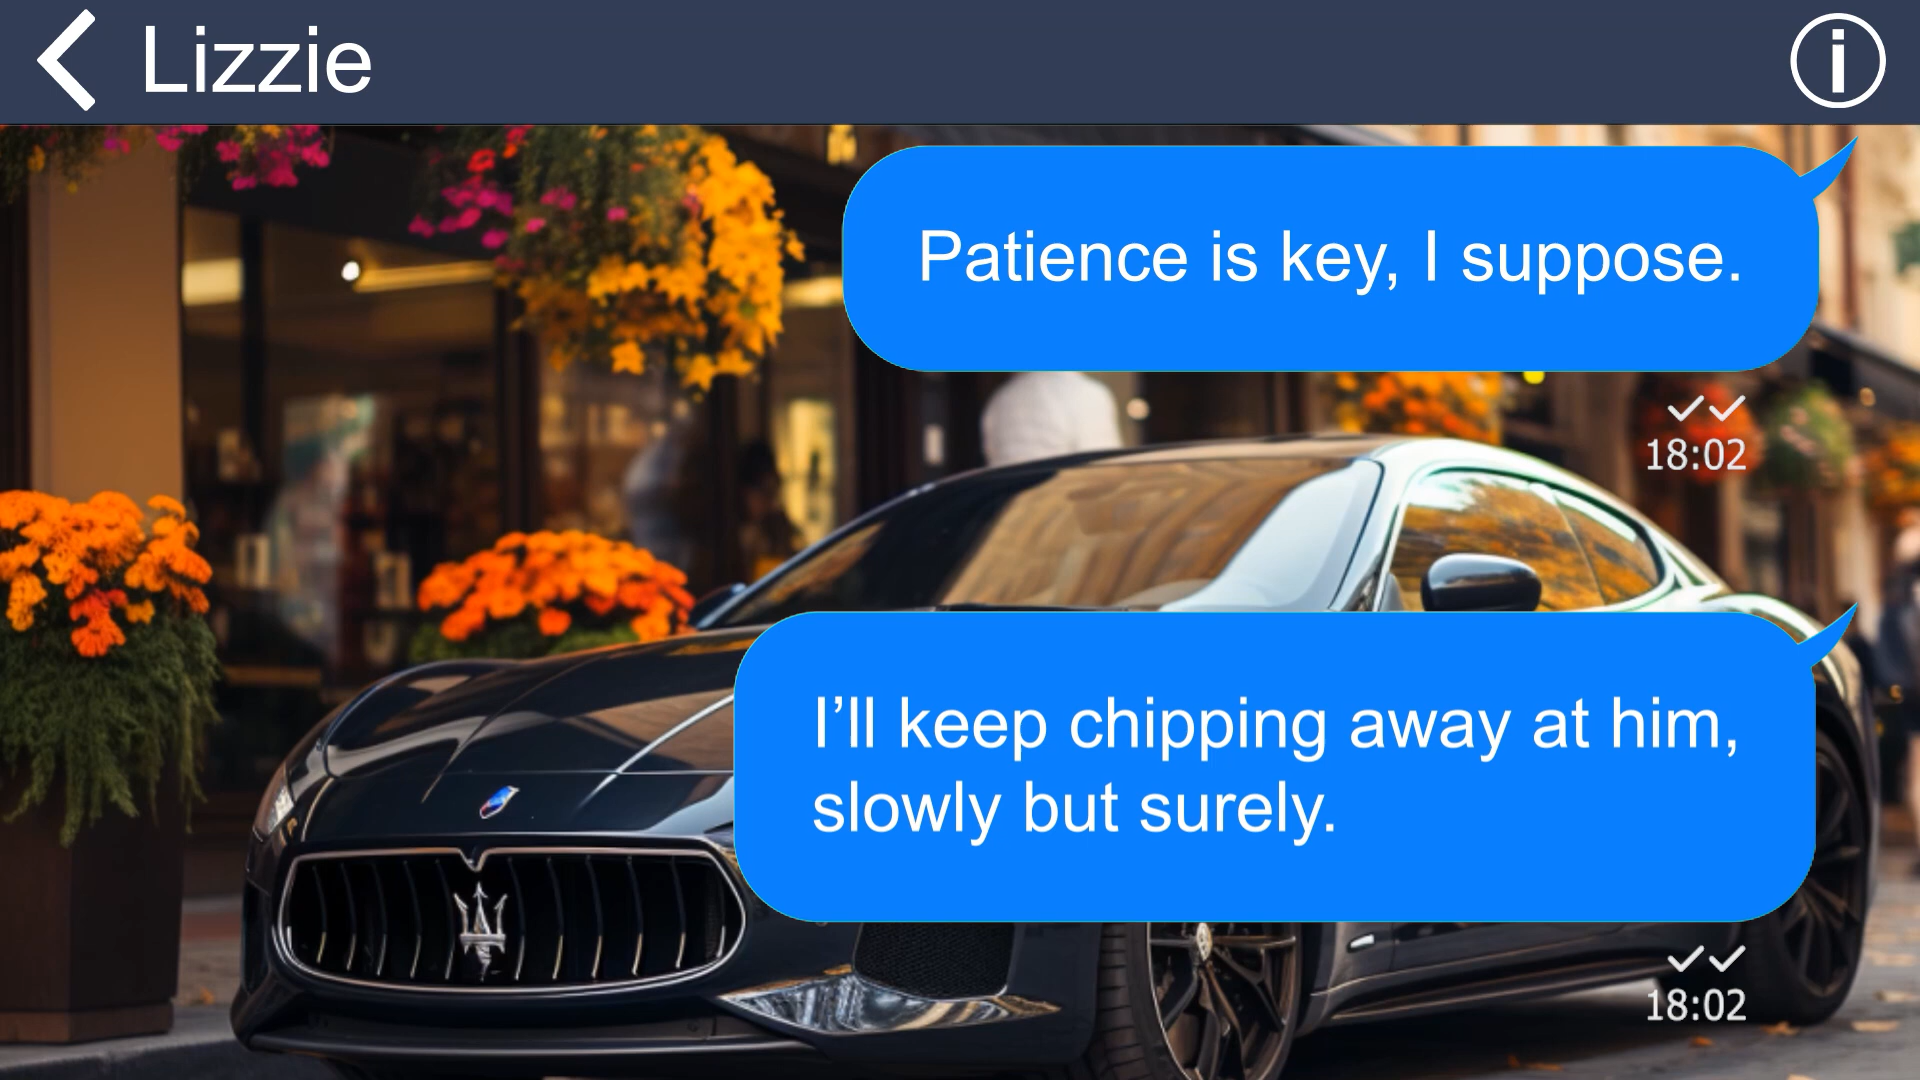 Lizzie
Patience is key, I suppose.
18:02
I’ll keep chipping away at him,
slowly but surely.
18:02